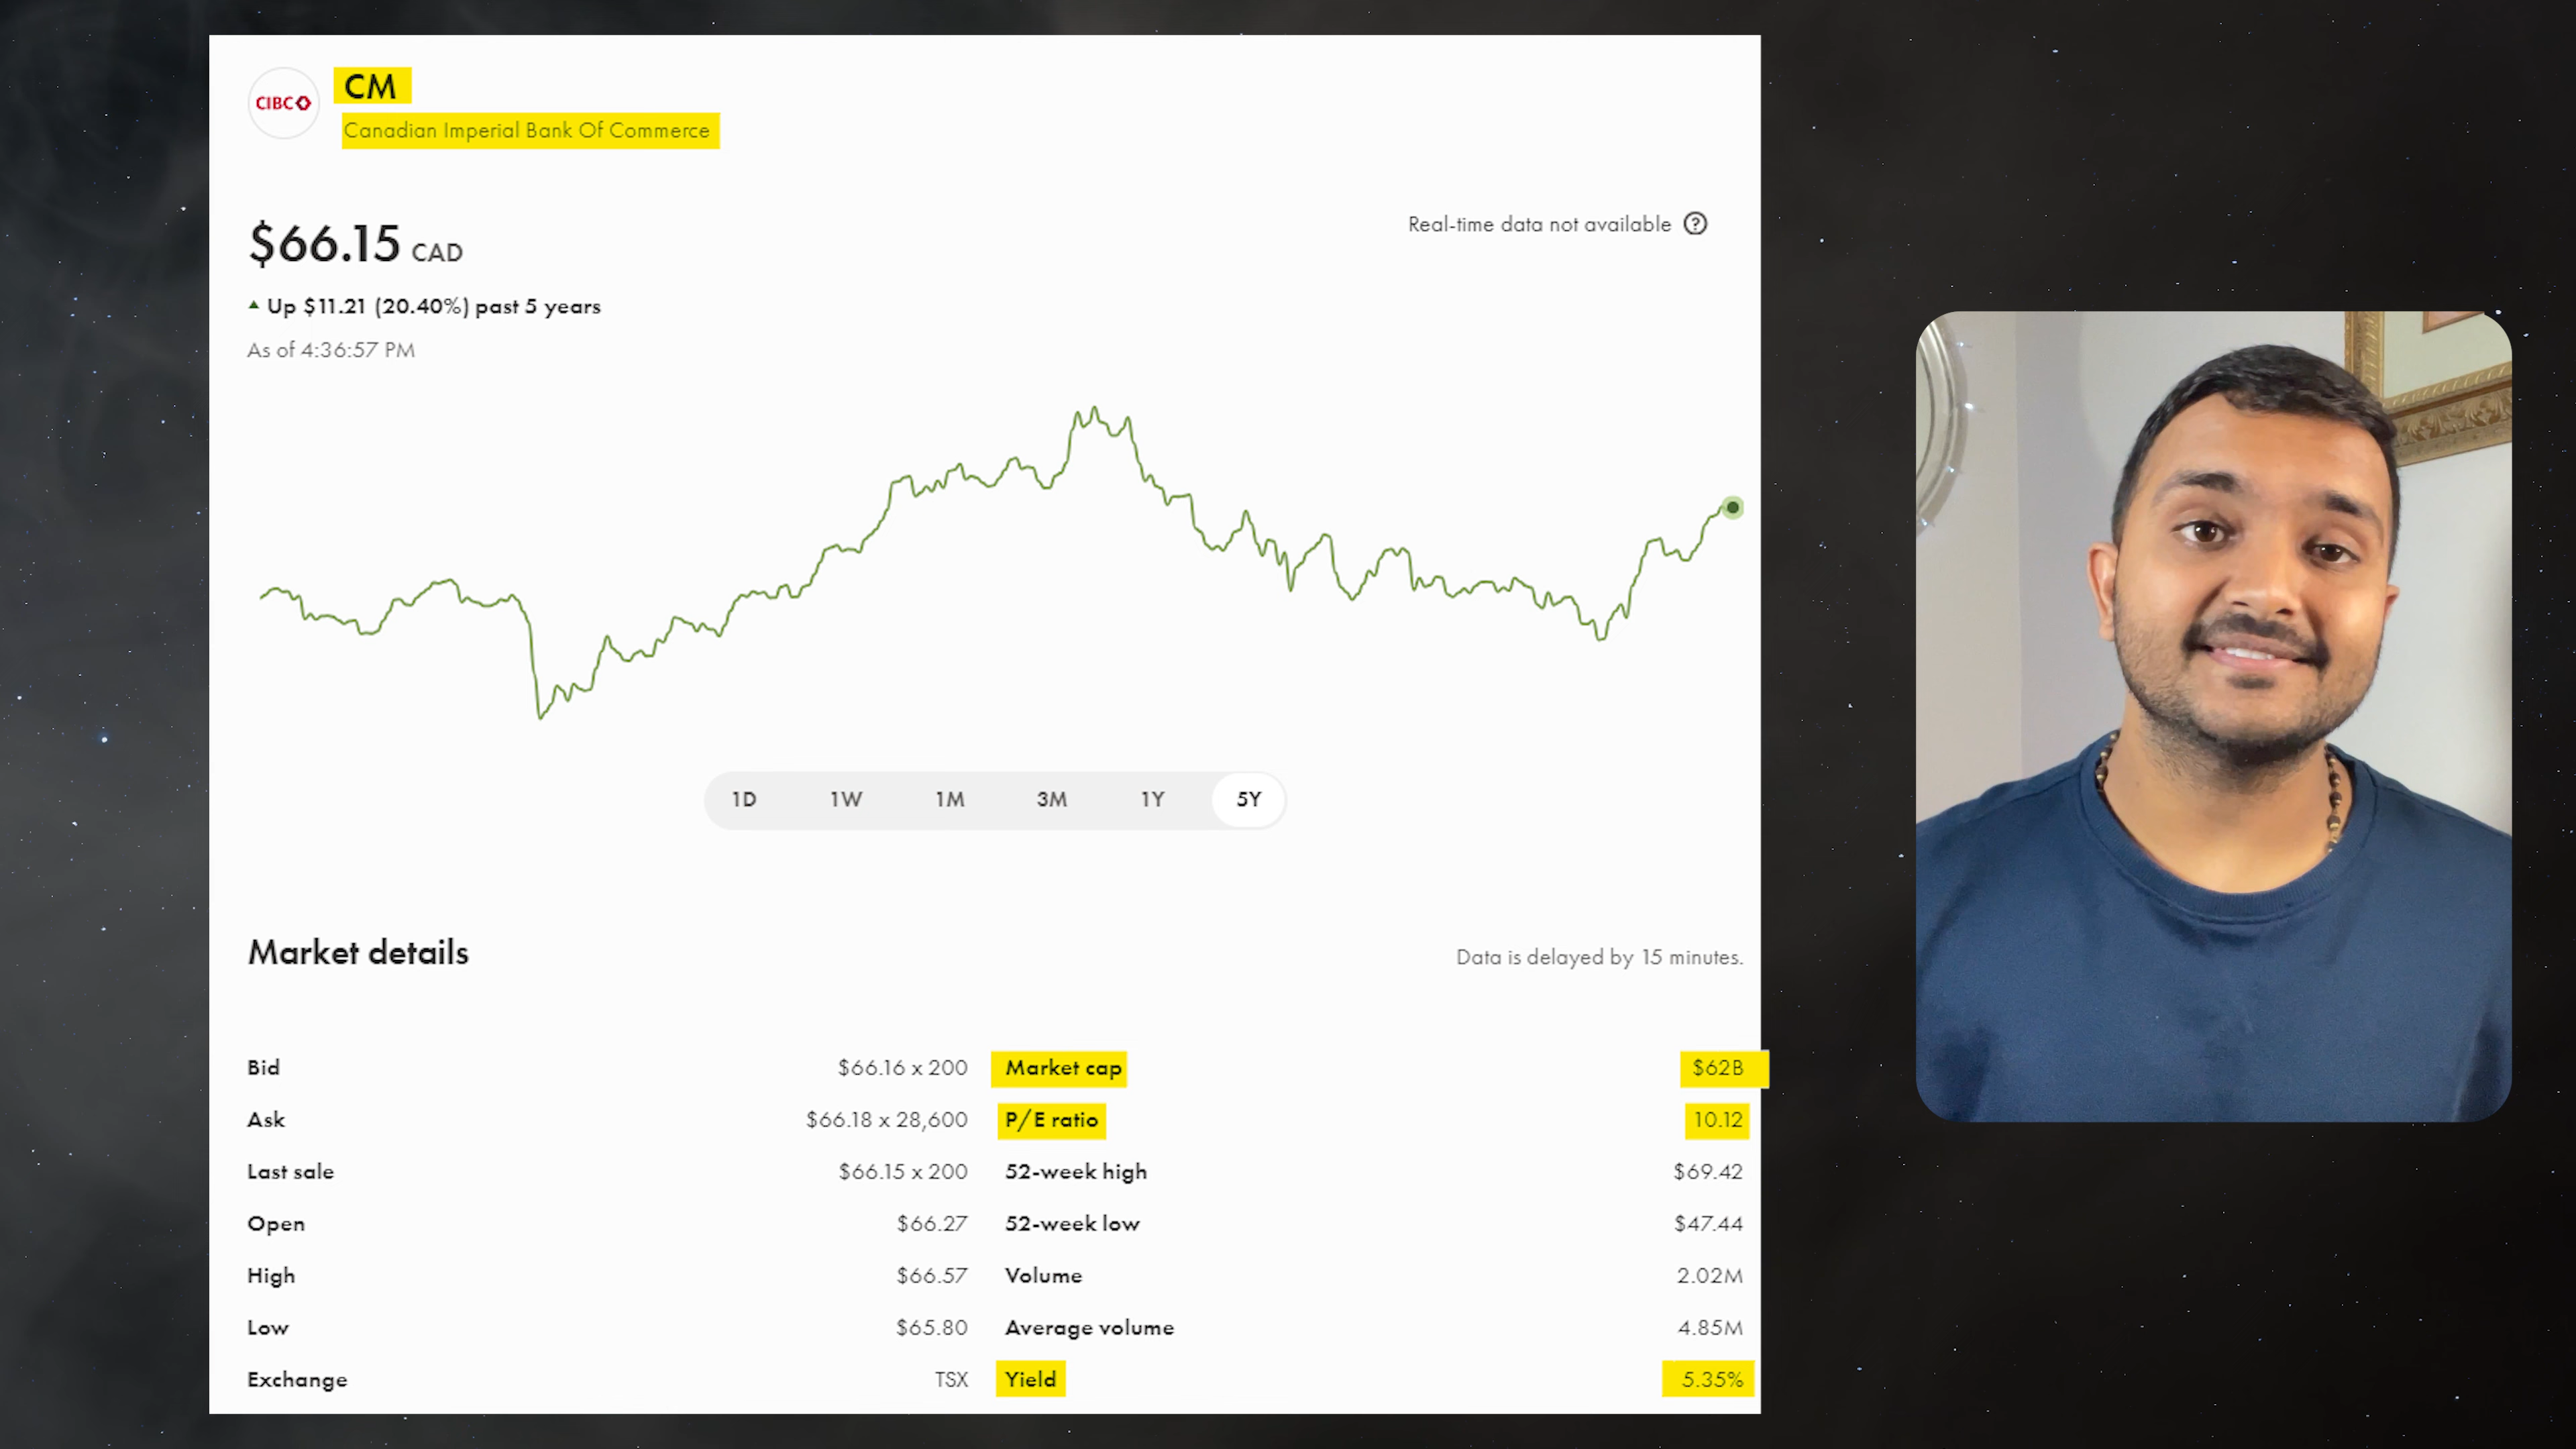 CIBC
CM
Canadian Imperial Bank Of Commerce
$66.15 CAD
Real-time data not available ?
Up $11.21 (20.40%) past 5 years
As of 4:36:57 PM
1D 1W 1M 3M 1Y 5Y
Market details
Data is delayed by 15 minutes.
Bid $66.16 x 200 Market cap $62B
Ask $66.18 x 28,600 P/E ratio 10.12
Last sale $66.15 x 200 52-week high $69.42
Open $66.27 52-week low $47.44
High $66.57 Volume 2.02M
Low $65.80 Average volume 4.85M
Exchange TSX Yield 5.35%